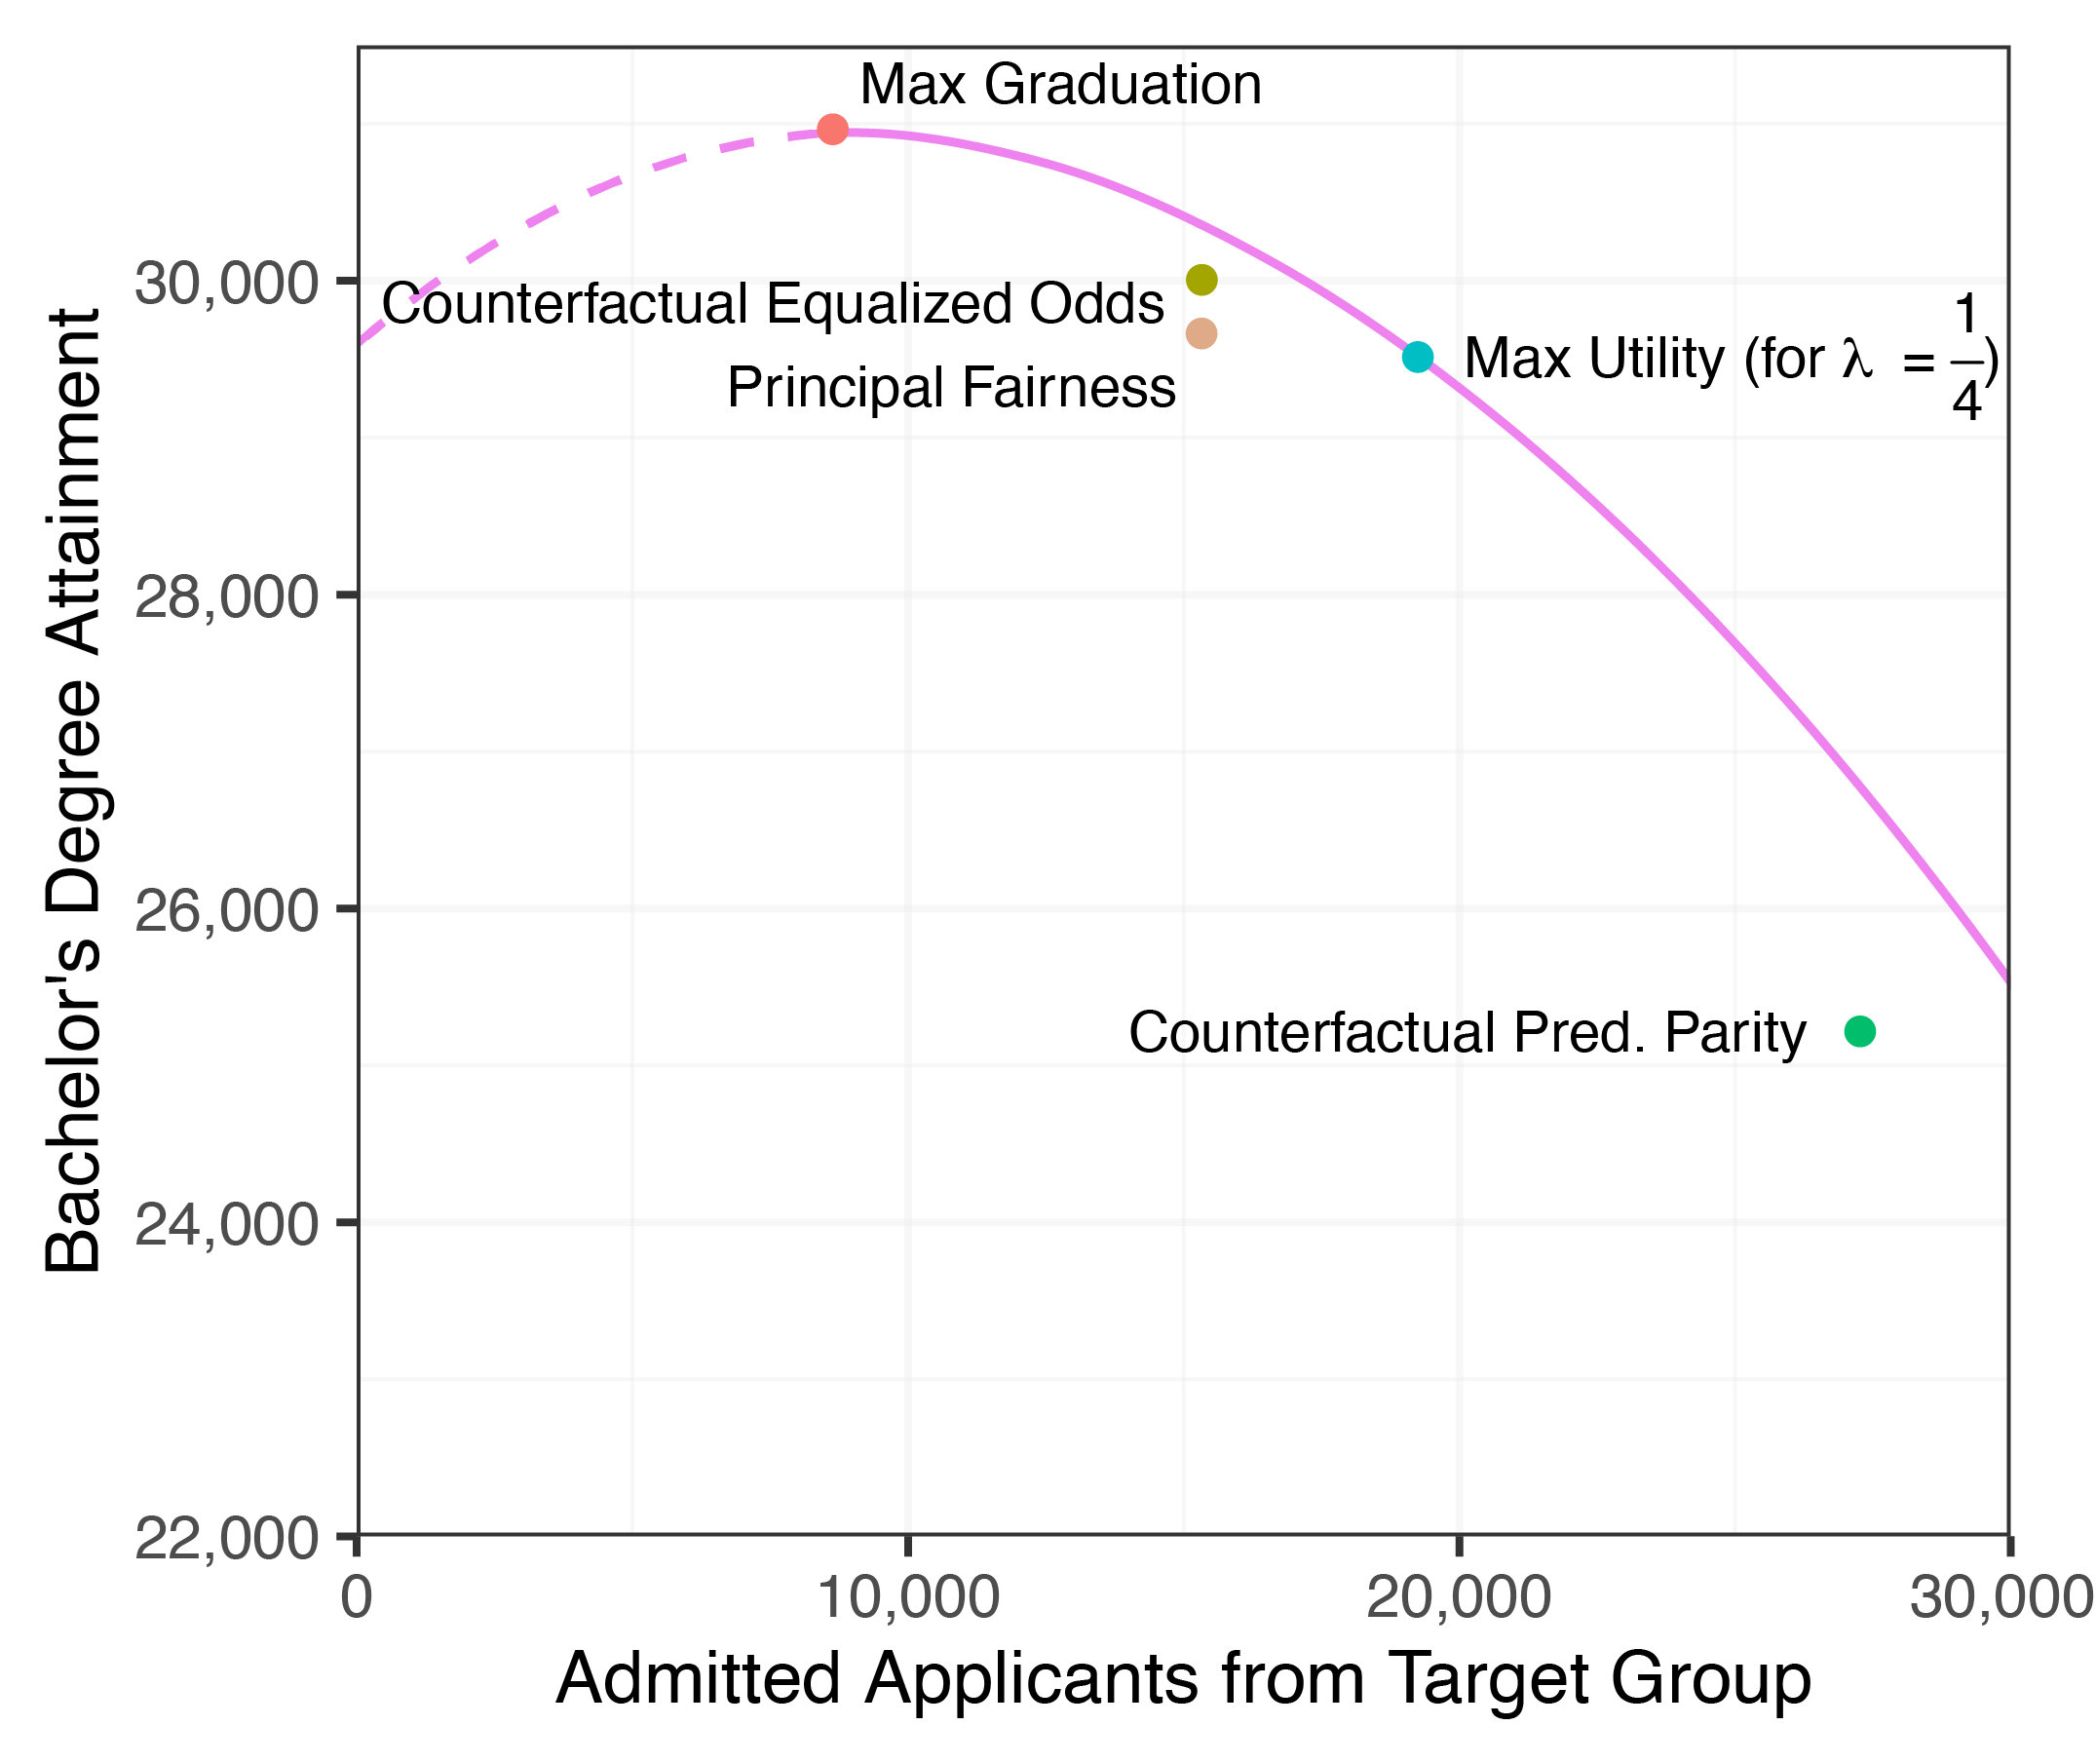 Max Graduation
30,000
Counterfactual Equalized Odds
Max Utility (for λ = 1/4)
Principal Fairness
28,000
26,000
Counterfactual Pred. Parity
24,000
22,000
0 10,000 20,000 30,000
Admitted Applicants from Target Group
Bachelor's Degree Attainment